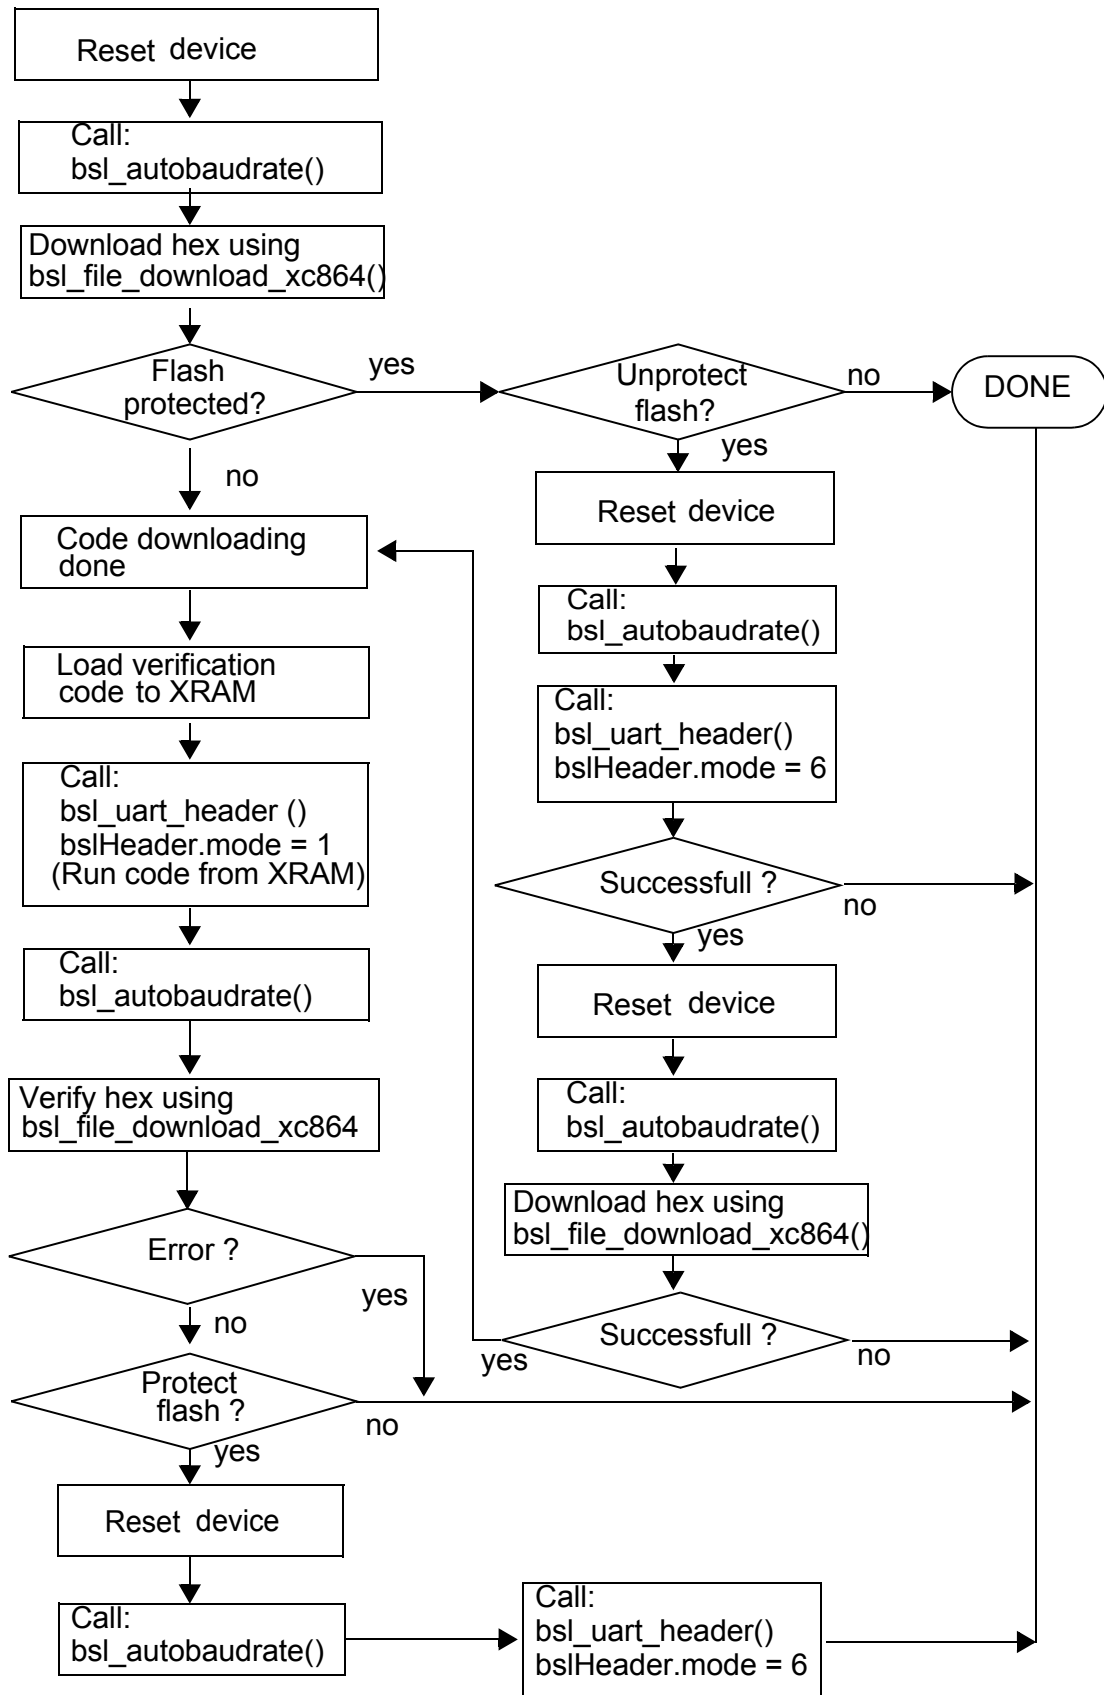 Reset device
Call:
bsl_autobaudrate()
Download hex using
bsl_file_download_xc864()
Flash
protected?
yes
no
Code downloading
done
Load verification
code to XRAM
Call:
bsl_uart_header ()
bslHeader.mode = 1
(Run code from XRAM)
Call:
bsl_autobaudrate()
Verify hex using
bsl_file_download_xc864
Error ?
yes
no
Protect
flash ?
no
yes
Reset device
Call:
bsl_autobaudrate()
Call:
bsl_uart_header()
bslHeader.mode = 6
Unprotect
flash?
no
yes
DONE
Reset device
Call:
bsl_autobaudrate()
Call:
bsl_uart_header()
bslHeader.mode = 6
Successfull ?
no
yes
Reset device
Call:
bsl_autobaudrate()
Download hex using
bsl_file_download_xc864()
Successfull ?
yes
no